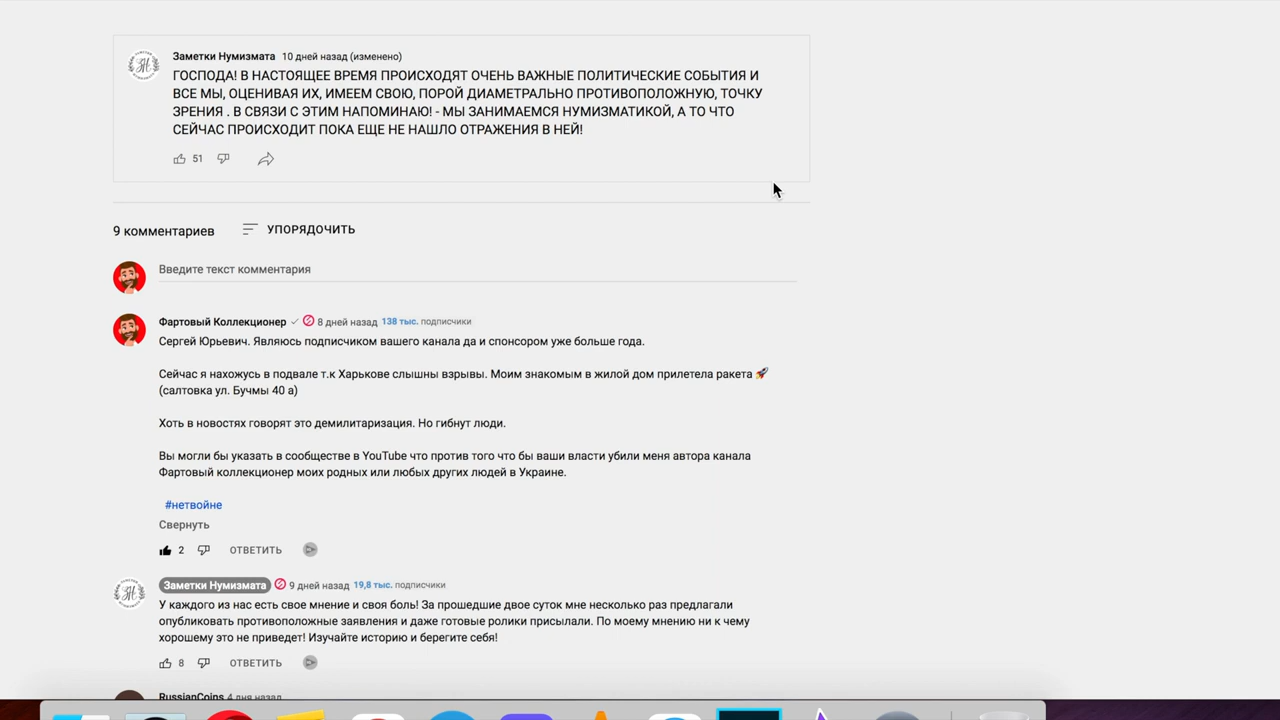 Заметки Нумизмата 10 дней назад (изменено)
ГОСПОДА! В НАСТОЯЩЕЕ ВРЕМЯ ПРОИСХОДЯТ ОЧЕНЬ ВАЖНЫЕ ПОЛИТИЧЕСКИЕ СОБЫТИЯ И
ВСЕ МЫ, ОЦЕНИВАЯ ИХ, ИМЕЕМ СВОЮ, ПОРОЙ ДИАМЕТРАЛЬНО ПРОТИВОПОЛОЖНУЮ, ТОЧКУ
ЗРЕНИЯ . В СВЯЗИ С ЭТИМ НАПОМИНАЮ! - МЫ ЗАНИМАЕМСЯ НУМИЗМАТИКОЙ, А ТО ЧТО
СЕЙЧАС ПРОИСХОДИТ ПОКА ЕЩЕ НЕ НАШЛО ОТРАЖЕНИЯ В НЕЙ!
51
9 комментариев УПОРЯДОЧИТЬ
Введите текст комментария
Фартовый Коллекционер 8 дней назад 138 тыс. подписчики
Сергей Юрьевич. Являюсь подписчиком вашего канала да и спонсором уже больше года.
Сейчас я нахожусь в подвале т.к Харькове слышны взрывы. Моим знакомым в жилой дом прилетела ракета 🚀
(салтовка ул. Бучмы 40 а)
Хоть в новостях говорят это демилитаризация. Но гибнут люди.
Вы могли бы указать в сообществе в YouTube что против того что бы ваши власти убили меня автора канала
Фартовый коллекционер моих родных или любых других людей в Украине.
#нетвойне
Свернуть
2 ОТВЕТИТЬ
Заметки Нумизмата 9 дней назад 19,8 тыс. подписчики
У каждого из нас есть свое мнение и своя боль! За прошедшие двое суток мне несколько раз предлагали
опубликовать противоположные заявления и даже готовые ролики присылали. По моему мнению ни к чему
хорошему это не приведет! Изучайте историю и берегите себя!
8 ОТВЕТИТЬ
RussianCoins 4 дня назад